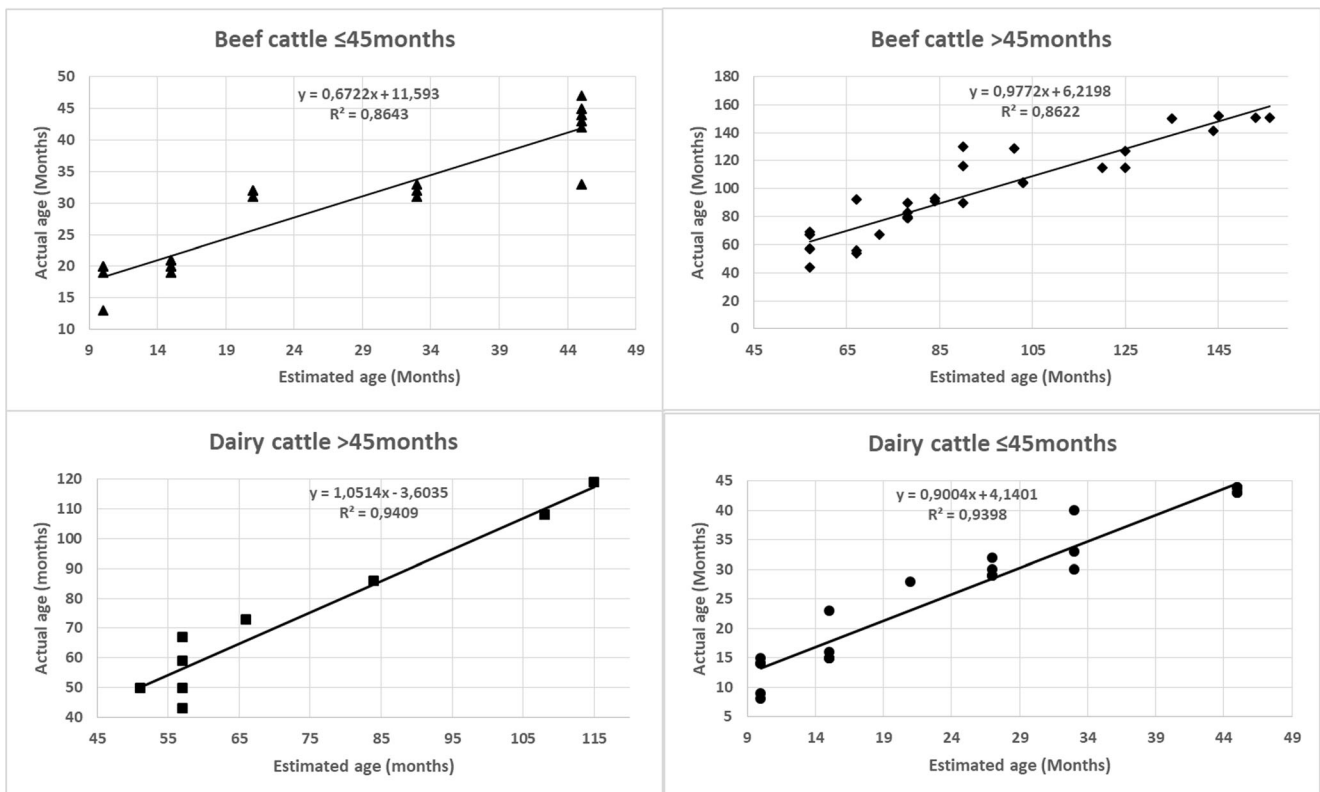 Beef cattle ≤45months
y = 0,6722x + 11,593
R² = 0,8643
Actual age (Months)
50
45
40
35
30
25
20
15
10
9 14 19 24 29 34 39 44 49
Estimated age (Months)
Beef cattle >45months
y = 0,9772x + 6,2198
R² = 0,8622
Actual age (Months)
180
160
140
120
100
80
60
40
20
0
45 65 85 105 125 145
Estimated age (Months)
Dairy cattle >45months
y = 1,0514x - 3,6035
R² = 0,9409
Actual age (months)
120
110
100
90
80
70
60
50
40
45 55 65 75 85 95 105 115
Estimated age (months)
Dairy cattle ≤45months
y = 0,9004x + 4,1401
R² = 0,9398
Actual age (Months)
45
40
35
30
25
20
15
10
5
9 14 19 24 29 34 39 44 49
Estimated age (Months)